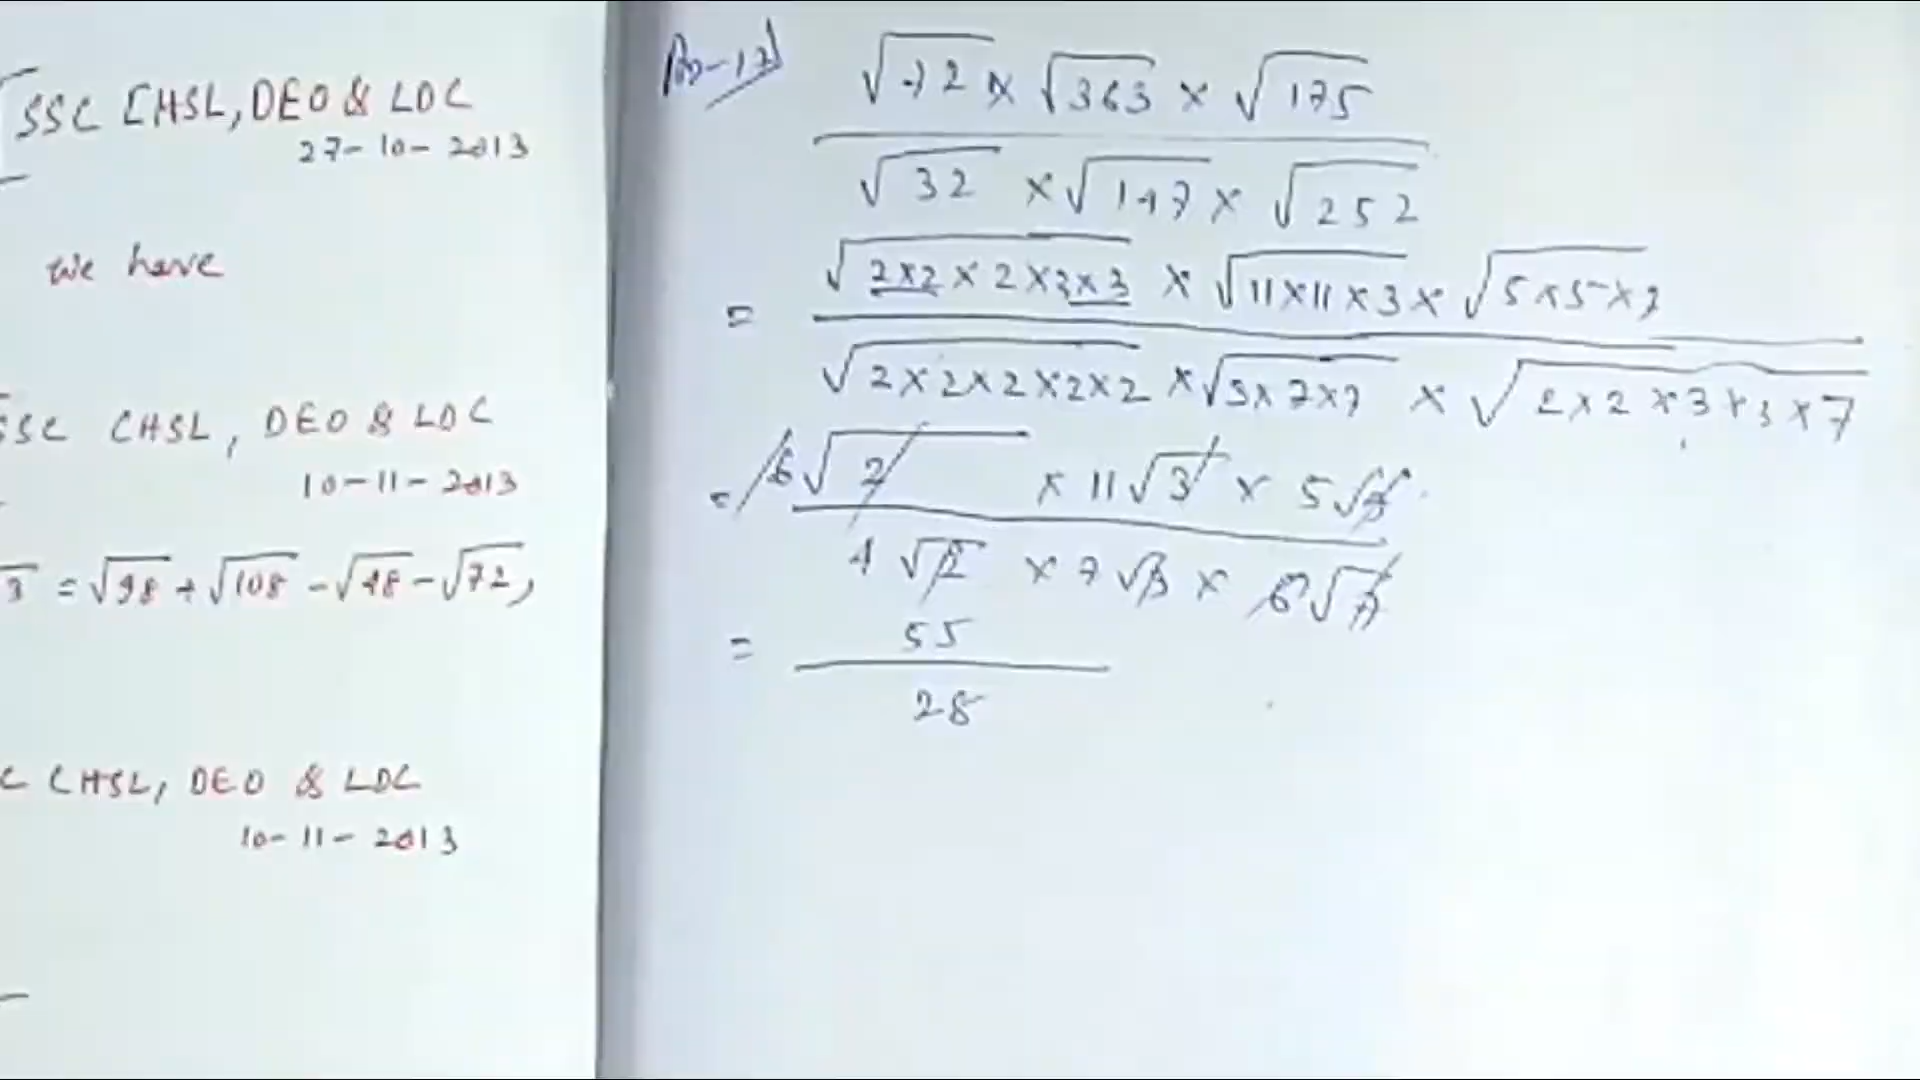 SSC CHSL, DEO & LDC
27-10-2013
we have
SSC CHSL, DEO & LDC
10-11-2013
3 = √98 + √108 - √48 - √72,
C CHSL, DEO & LDC
10-11-2013
√72 × √363 × √175
√32 × √147 × √252
= √2×2×2×3×3 × √11×11×3 × √5×5×7
√2×2×2×2×2 × √3×7×7 × √2×2×3×3×7
= 6√2 × 11√3 × 5√7
4√2 × 7√3 × 6√7
= 55
28